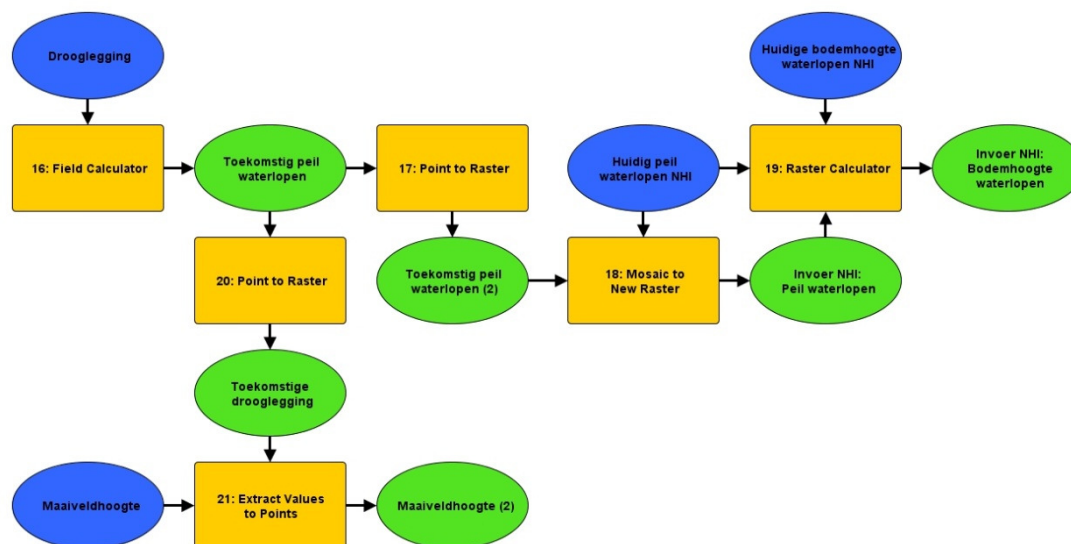 Drooglegging
Huidige bodemhoogte
waterlopen NHI
16: Field Calculator
Toekomstig peil
waterlopen
17: Point to Raster
Huidig peil
waterlopen NHI
19: Raster Calculator
Invoer NHI:
Bodemhoogte
waterlopen
20: Point to Raster
Toekomstig peil
waterlopen (2)
18: Mosaic to
New Raster
Invoer NHI:
Peil waterlopen
Toekomstige
drooglegging
Maaiveldhoogte
21: Extract Values
to Points
Maaiveldhoogte (2)